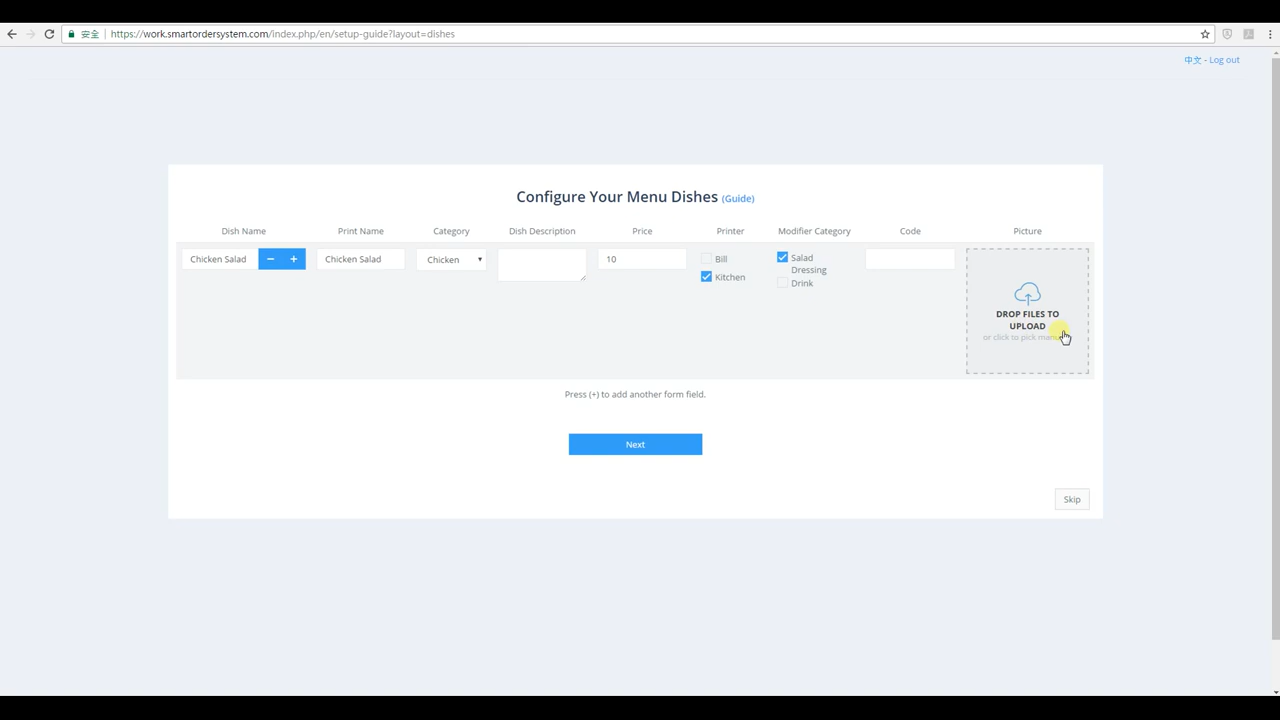 安全 https://work.smartordersystem.com/index.php/en/setup-guide?layout=dishes
中文 - Log out
Configure Your Menu Dishes (Guide)
Dish Name Print Name Category Dish Description Price Printer Modifier Category Code Picture
Chicken Salad − + Chicken Salad Chicken 10
Bill
Kitchen
Salad
Dressing
Drink
DROP FILES TO
UPLOAD
or click to pick
Press (+) to add another form field.
Next
Skip